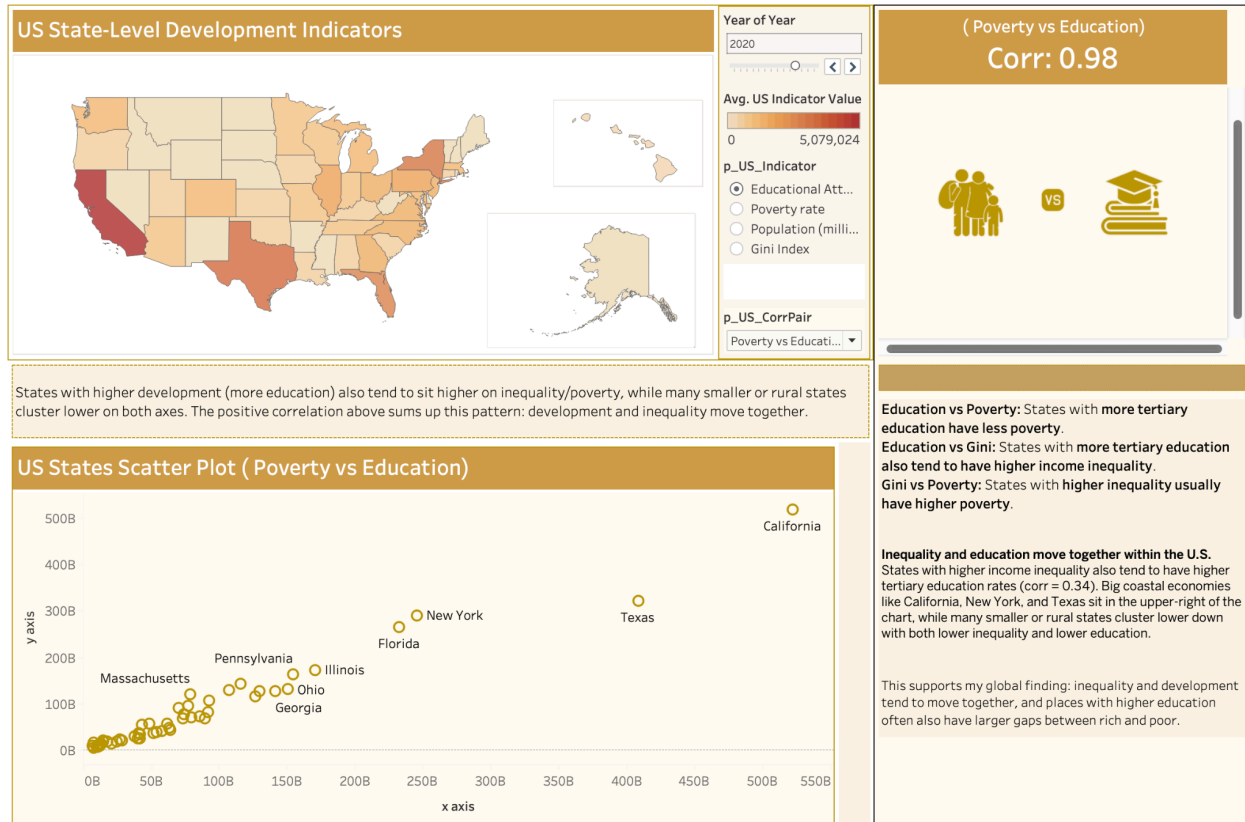 US State-Level Development Indicators
Year of Year
2020
Avg. US Indicator Value
0 5,079,024
p_US_Indicator
Educational Att...
Poverty rate
Population (milli...
Gini Index
p_US_CorrPair
Poverty vs Educati...
( Poverty vs Education)
Corr: 0.98
VS
States with higher development (more education) also tend to sit higher on inequality/poverty, while many smaller or rural states
cluster lower on both axes. The positive correlation above sums up this pattern: development and inequality move together.
US States Scatter Plot ( Poverty vs Education)
500B
400B
300B
200B
100B
0B
y axis
California
Texas
New York
Florida
Pennsylvania
Illinois
Massachusetts
Ohio
Georgia
0B 50B 100B 150B 200B 250B 300B 350B 400B 450B 500B 550B
x axis
Education vs Poverty: States with more tertiary
education have less poverty.
Education vs Gini: States with more tertiary education
also tend to have higher income inequality.
Gini vs Poverty: States with higher inequality usually
have higher poverty.
Inequality and education move together within the U.S.
States with higher income inequality also tend to have higher
tertiary education rates (corr = 0.34). Big coastal economies
like California, New York, and Texas sit in the upper-right of the
chart, while many smaller or rural states cluster lower down
with both lower inequality and lower education.
This supports my global finding: inequality and development
tend to move together, and places with higher education
often also have larger gaps between rich and poor.